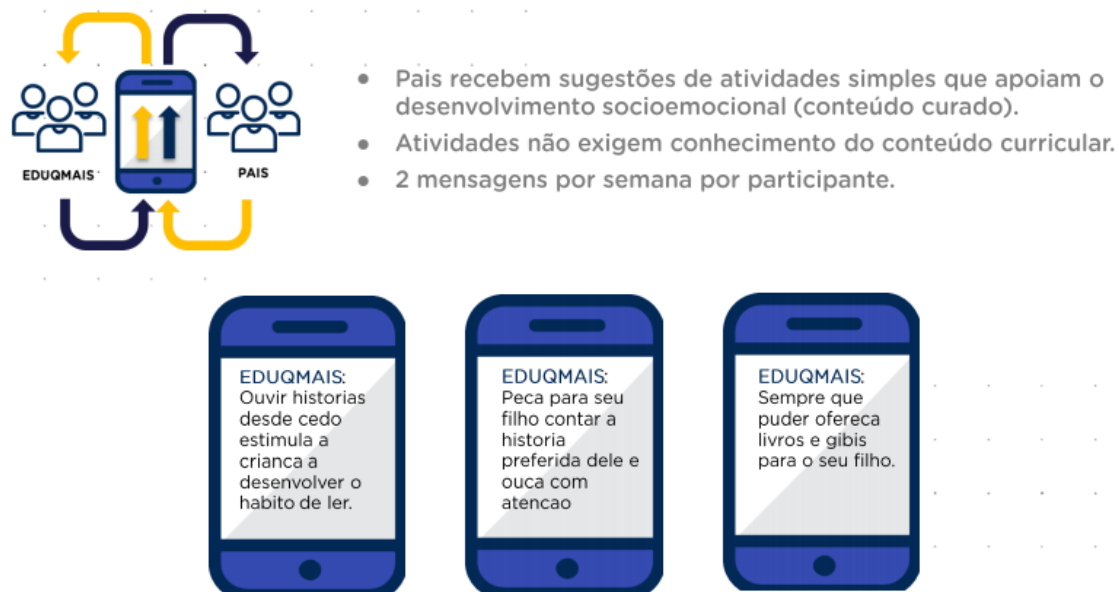 EDUQMAIS
PAIS
● Pais recebem sugestões de atividades simples que apoiam o
desenvolvimento socioemocional (conteúdo curado).
● Atividades não exigem conhecimento do conteúdo curricular.
● 2 mensagens por semana por participante.
EDUQMAIS:
Ouvir historias
desde cedo
estimula a
crianca a
desenvolver o
habito de ler.
EDUQMAIS:
Peca para seu
filho contar a
historia
preferida dele e
ouca com
atencao
EDUQMAIS:
Sempre que
puder ofereca
livros e gibis
para o seu filho.